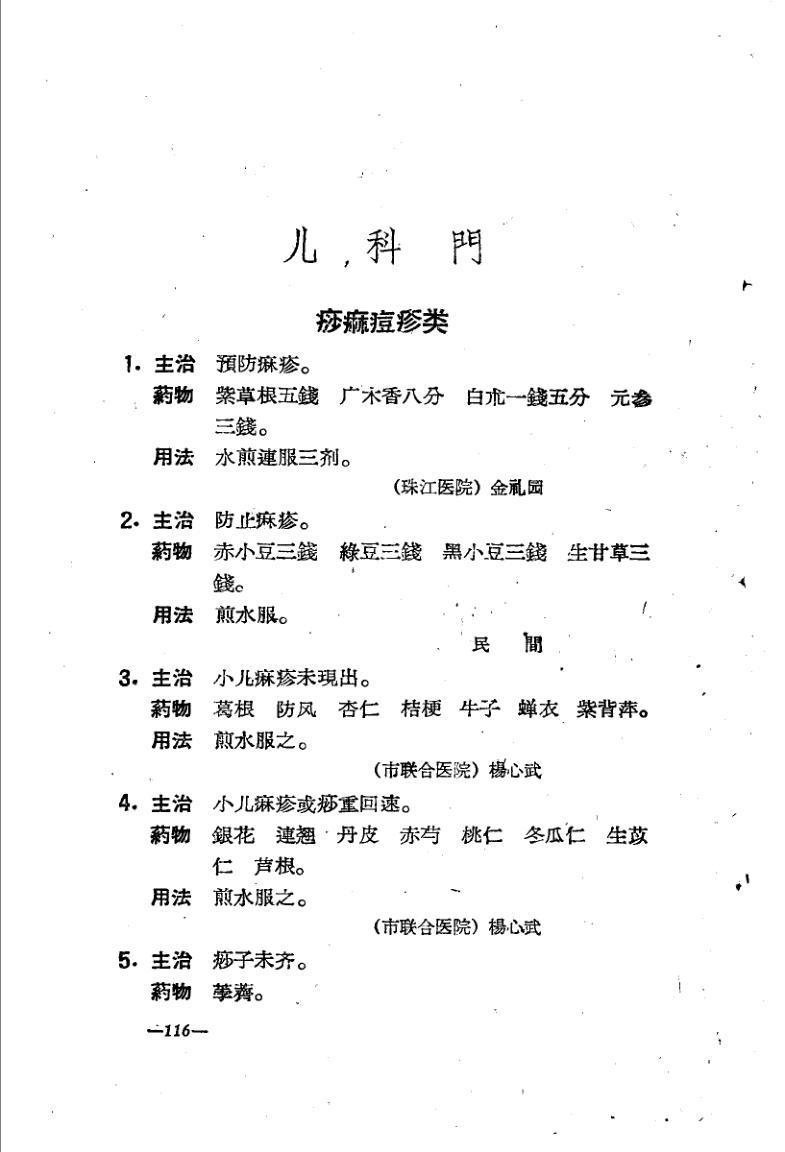 儿科門
痧痲痘疹类
1. 主治 預防痳疹。
葯物 紫草根五錢 广木香八分 白朮一錢五分 元参
三錢。
用法 水煎連服三剂。
(珠江医院) 金礼园
2. 主治 防止痳疹。
葯物 赤小豆三錢 綠豆三錢 黑小豆三錢 生甘草三
錢。
用法 煎水服。
民間
3. 主治 小儿痳疹未現出。
葯物 葛根 防风 杏仁 桔梗 牛子 蝉衣 紫背萍。
用法 煎水服之。
(市联合医院) 楊心武
4. 主治 小儿痳疹或痧重回速。
葯物 銀花 連翘 丹皮 赤芍 桃仁 冬瓜仁 生苡
仁 芦根。
用法 煎水服之。
(市联合医院) 楊心武
5. 主治 痧子未齐。
葯物 荸薺。
—116—